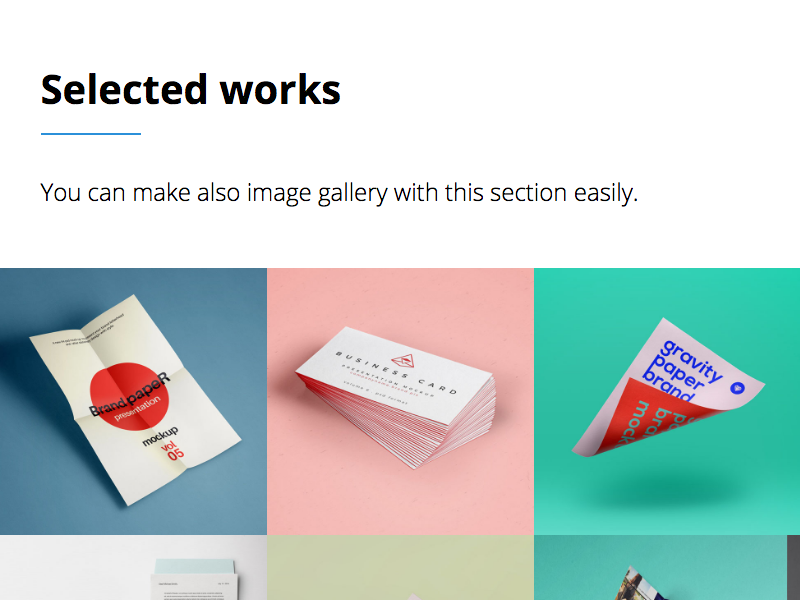 Selected works
You can make also image gallery with this section easily.
Brand papeR
presentation
mockup
vol.
05
BUSINESS CARD
PRESENTATION MOCKUP
gravity
paper
brand